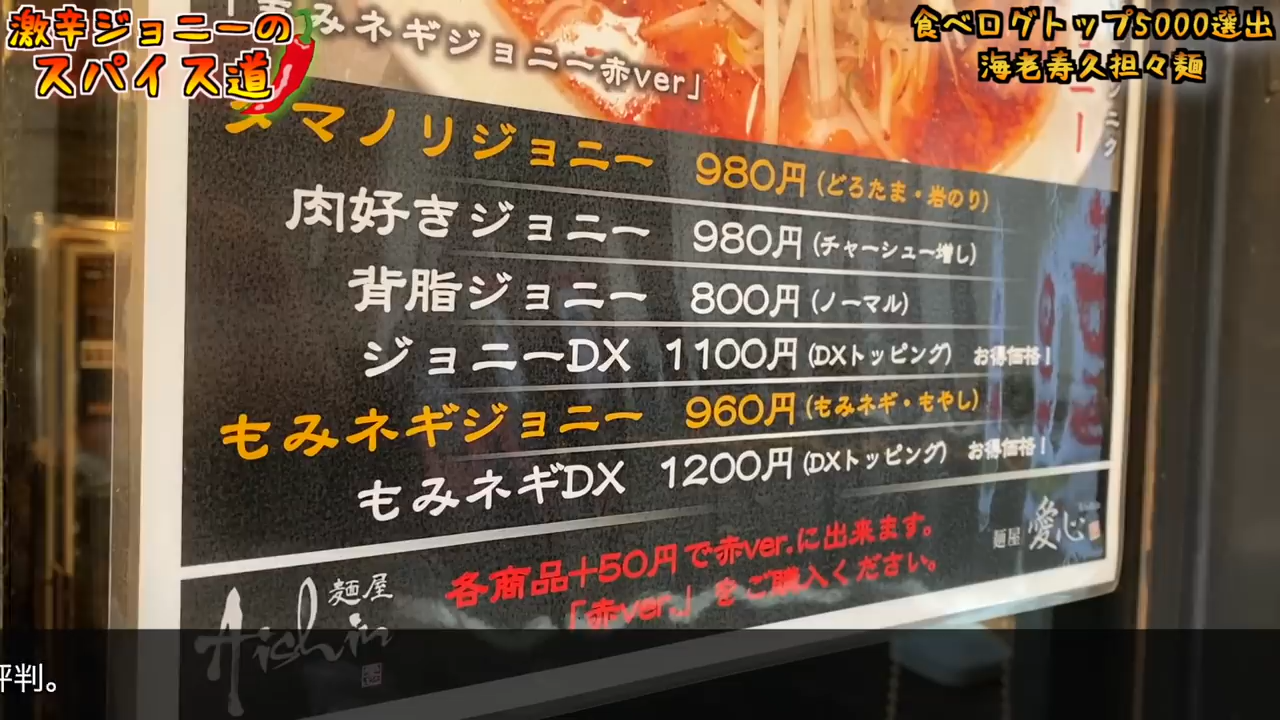 激辛ジョニーの
スパイス道
食べログトップ5000選出
海老寿久担々麺
みネギジョニー赤ver」
タマノリジョニー 980円(どろたま・岩のり)
肉好きジョニー 980円(チャーシュー増し)
背脂ジョニー 800円(ノーマル)
ジョニーDX 1100円(DXトッピング) お得価格!
もみネギジョニー 960円(もみネギ・もやし)
もみネギDX 1200円(DXトッピング) お得価格!
麺屋 愛心
各商品+50円で赤ver.に出来ます。
「赤ver.」をご購入ください。
麺屋
Aishin
評判。